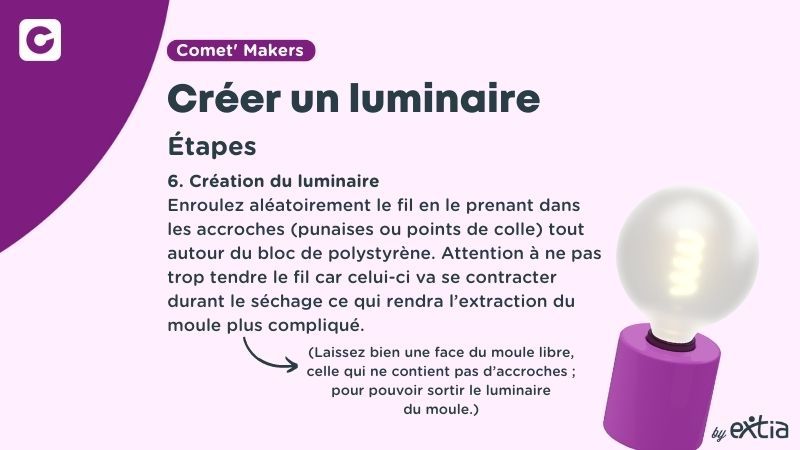 Comet' Makers
Créer un luminaire
Étapes
6. Création du luminaire
Enroulez aléatoirement le fil en le prenant dans
les accroches (punaises ou points de colle) tout
autour du bloc de polystyrène. Attention à ne pas
trop tendre le fil car celui-ci va se contracter
durant le séchage ce qui rendra l’extraction du
moule plus compliqué.
(Laissez bien une face du moule libre,
celle qui ne contient pas d’accroches ;
pour pouvoir sortir le luminaire
du moule.)
by extia